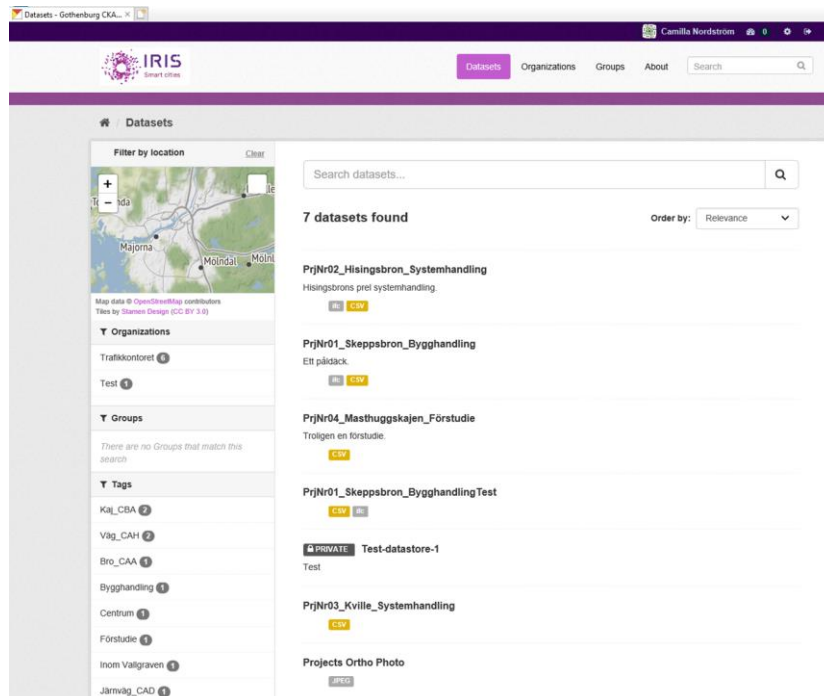 Datasets - Gothenburg CKA...
Camilla Nordström 0
IRIS
Smart cities
Datasets Organizations Groups About Search
Datasets
Filter by location Clear
+
−
Majorna
Mölndal
Map data © OpenStreetMap contributors
Tiles by Stamen Design (CC BY 3.0)
Organizations
Trafikkontoret 6
Test 1
Groups
There are no Groups that match this
search
Tags
Kaj_CBA 2
Väg_CAH 2
Bro_CAA 1
Bygghandling 1
Centrum 1
Förstudie 1
Inom Vallgraven 1
Järnväg_CAD 1
Search datasets...
7 datasets found Order by: Relevance
PrjNr02_Hisingsbron_Systemhandling
Hisingsbrons prel systemhandling.
ifc CSV
PrjNr01_Skeppsbron_Bygghandling
Ett påldäck.
ifc CSV
PrjNr04_Masthuggskajen_Förstudie
Troligen en förstudie.
CSV
PrjNr01_Skeppsbron_BygghandlingTest
CSV ifc
PRIVATE Test-datastore-1
Test
PrjNr03_Kville_Systemhandling
CSV
Projects Ortho Photo
JPEG